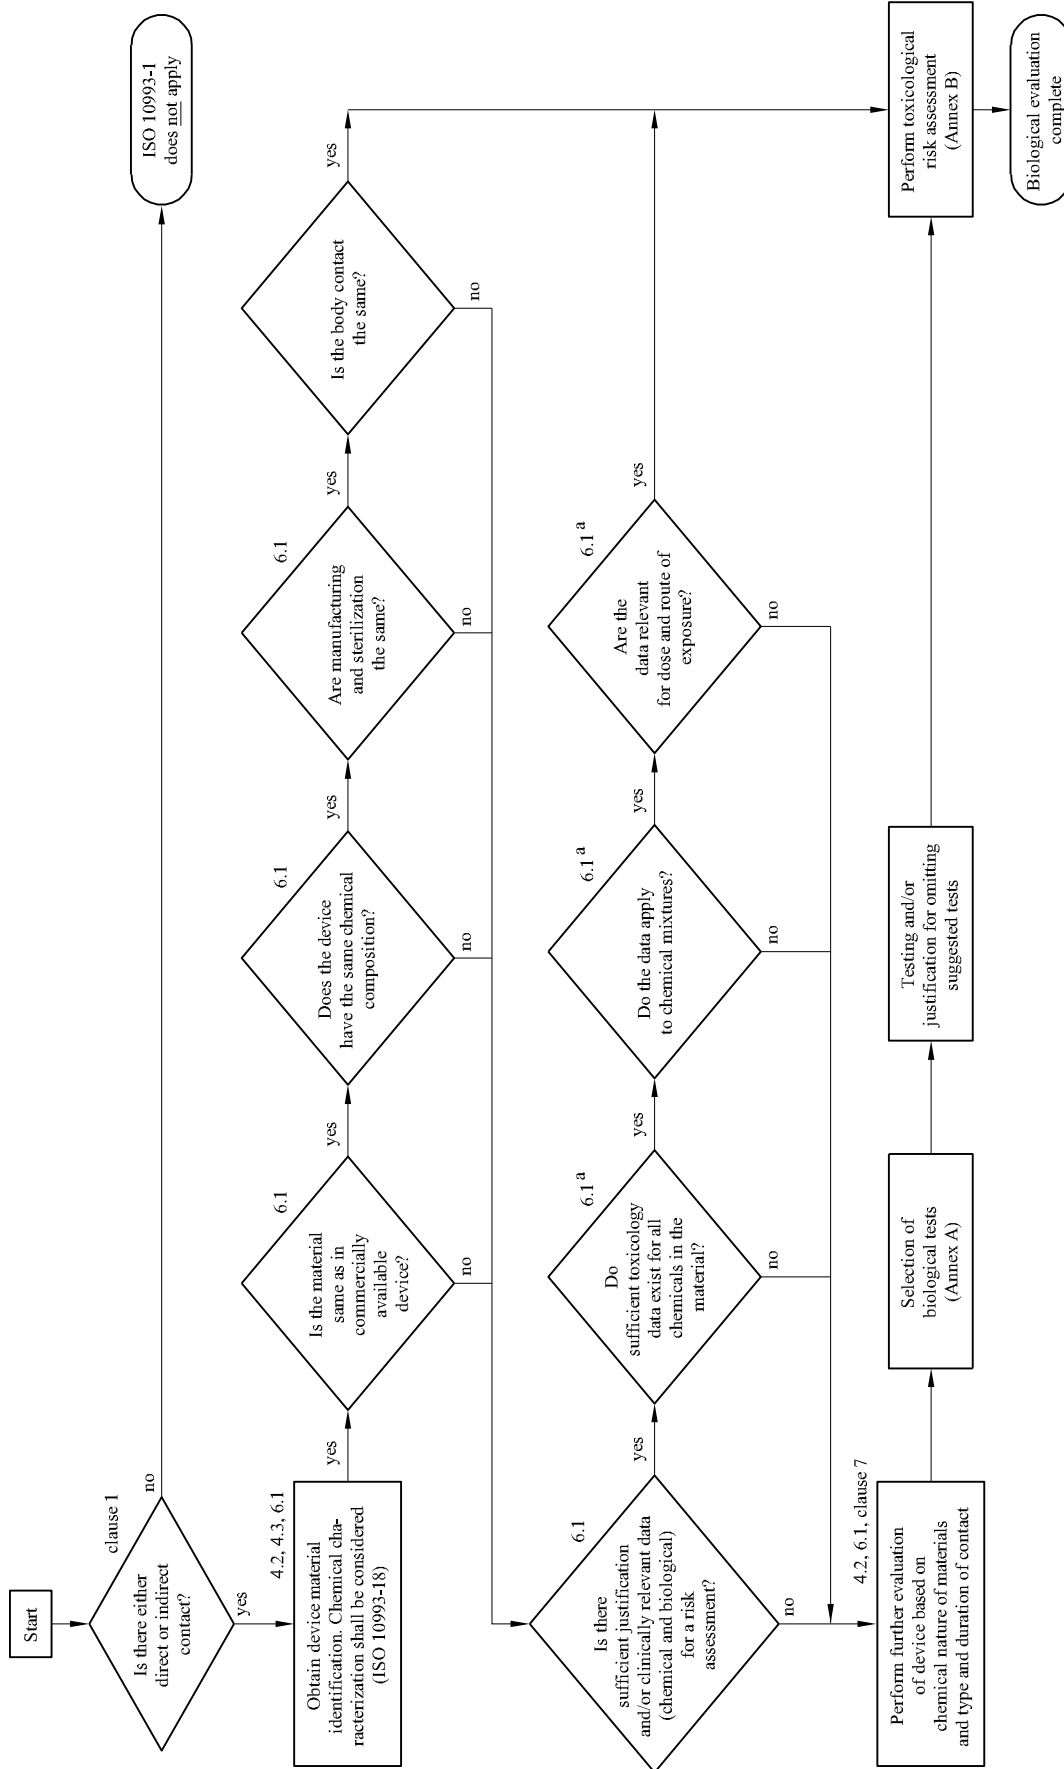 Start
clause 1
Is there either
direct or indirect
contact?
no
ISO 10993-1
does not apply
yes
4.2, 4.3, 6.1
Obtain device material
identification. Chemical cha-
racterization shall be considered
(ISO 10993-18)
yes
6.1
Is the material
same as in
commercially
available
device?
no
yes
6.1
Does the device
have the same chemical
composition?
no
yes
6.1
Are manufacturing
and sterilization
the same?
no
yes
Is the body contact
the same?
no
yes
6.1
Is there
sufficient justification
and/or clinically relevant data
(chemical and biological)
for a risk
assessment?
no
yes
6.1 a
Do
sufficient toxicology
data exist for all
chemicals in the
material?
no
yes
6.1 a
Do the data apply
to chemical mixtures?
no
yes
6.1 a
Are the
data relevant
for dose and route of
exposure?
no
yes
4.2, 6.1, clause 7
Perform further evaluation
of device based on
chemical nature of materials
and type and duration of contact
Selection of
biological tests
(Annex A)
Testing and/or
justification for omitting
suggested tests
Perform toxicological
risk assessment
(Annex B)
Biological evaluation
complete